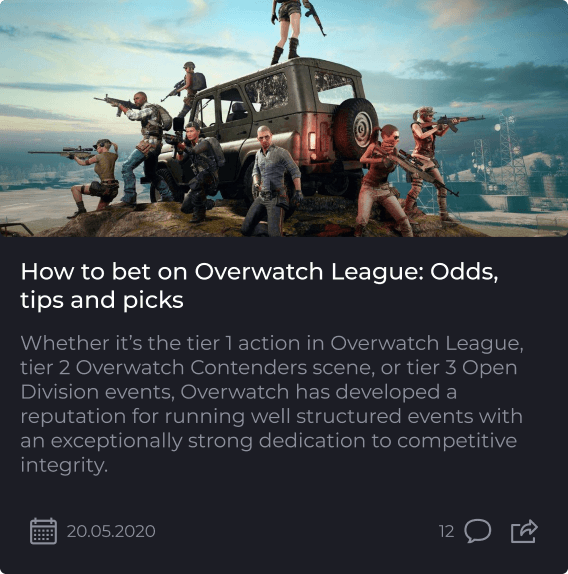 How to bet on Overwatch League: Odds,
tips and picks
Whether it’s the tier 1 action in Overwatch League,
tier 2 Overwatch Contenders scene, or tier 3 Open
Division events, Overwatch has developed a
reputation for running well structured events with
an exceptionally strong dedication to competitive
integrity.
20.05.2020
12